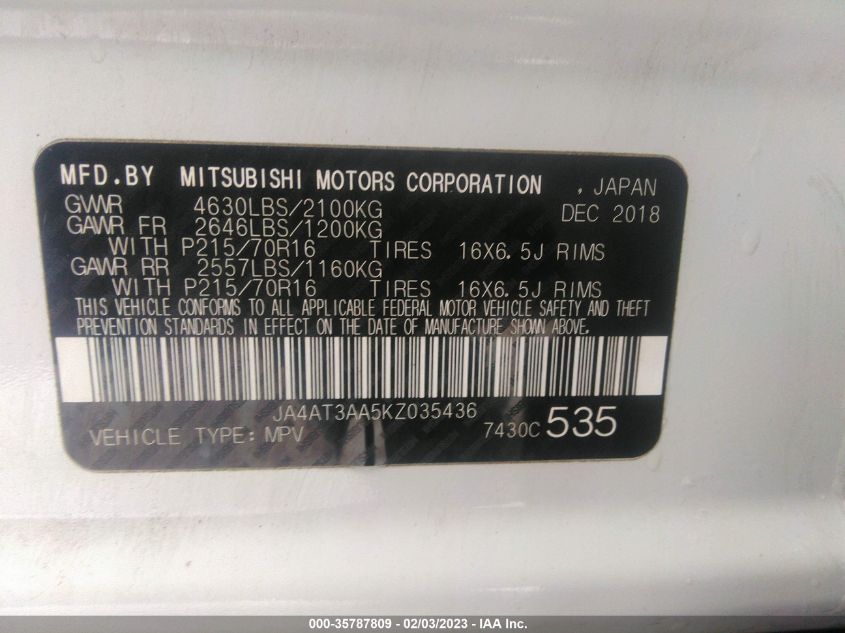 MFD.BY MITSUBISHI MOTORS CORPORATION , JAPAN
GVWR 4630LBS/2100KG DEC 2018
GAWR FR 2646LBS/1200KG
WITH P215/70R16 TIRES 16X6.5J RIMS
GAWR RR 2557LBS/1160KG
WITH P215/70R16 TIRES 16X6.5J RIMS
THIS VEHICLE CONFORMS TO ALL APPLICABLE FEDERAL MOTOR VEHICLE SAFETY AND THEFT
PREVENTION STANDARDS IN EFFECT ON THE DATE OF MANUFACTURE SHOWN ABOVE.
JA4AT3AA5KZ035436
VEHICLE TYPE:MPV 7430C 535
000-35787809 - 02/03/2023 - IAA Inc.